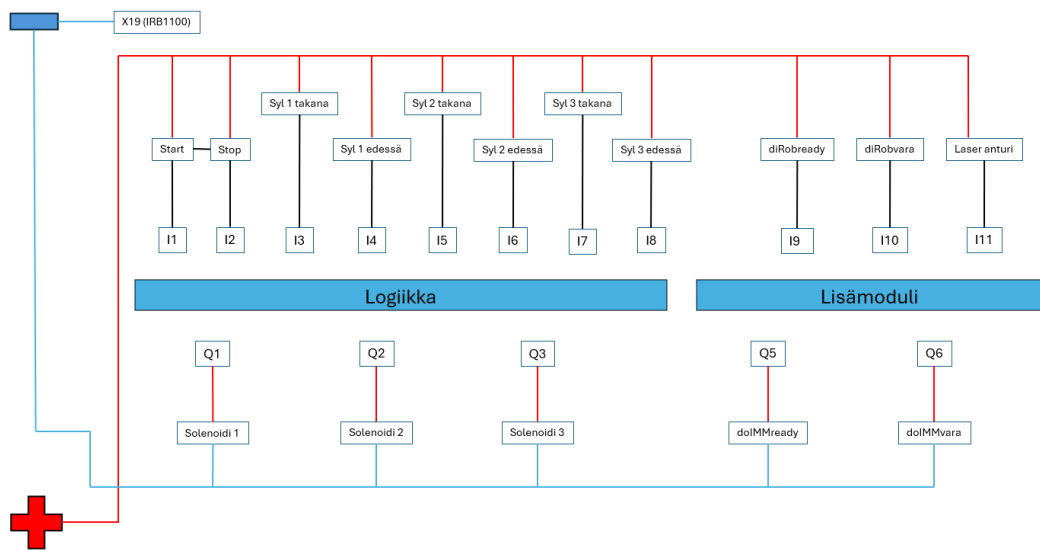 X19 (IRB1100)
Syl 1 takana
Syl 2 takana
Syl 3 takana
Start
Stop
Syl 1 edessä
Syl 2 edessä
Syl 3 edessä
diRobready
diRobvara
Laser anturi
I1
I2
I3
I4
I5
I6
I7
I8
I9
I10
I11
Logiikka
Lisämoduli
Q1
Q2
Q3
Q5
Q6
Solenoidi 1
Solenoidi 2
Solenoidi 3
doIMMready
doIMMvara